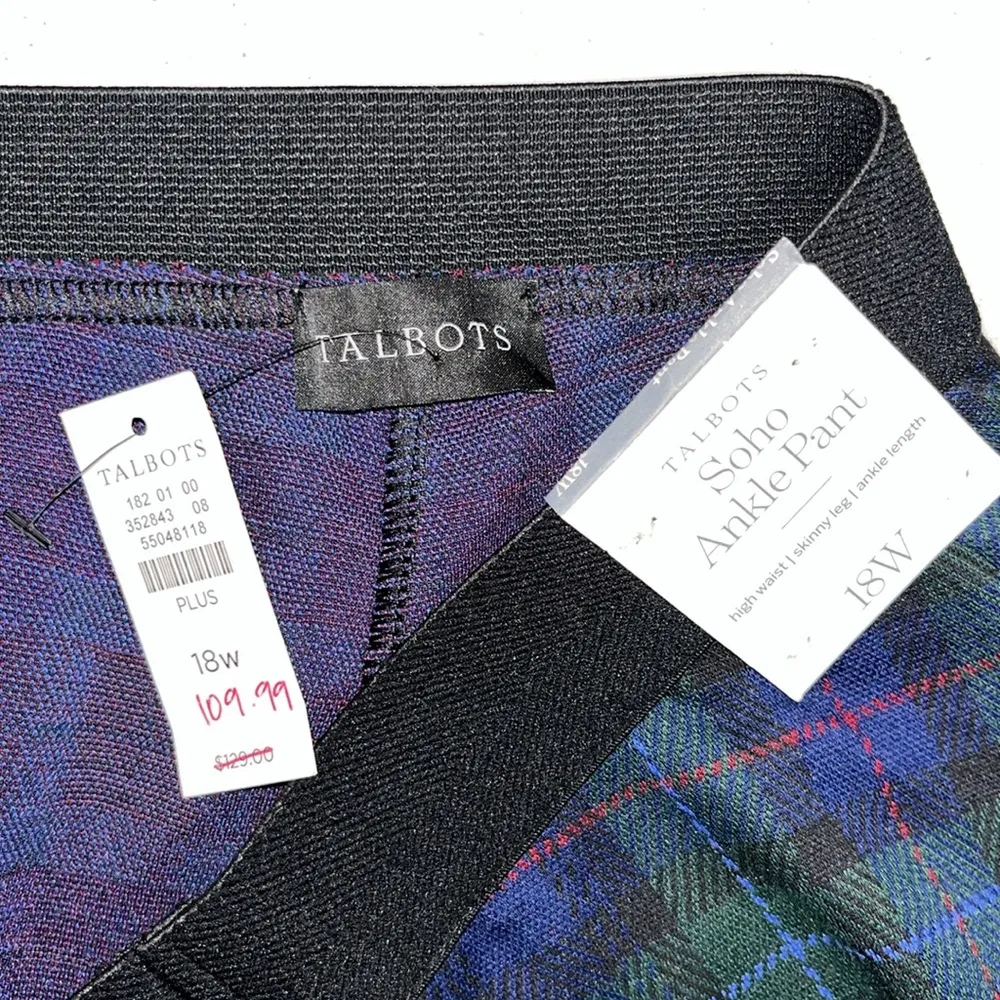 TALBOTS
TALBOTS
182 01 00
352843 08
55048118
PLUS
18W
109.99
$129.00
TALBOTS
Soho
Ankle Pant
high waist | skinny leg | ankle length
18W
18W